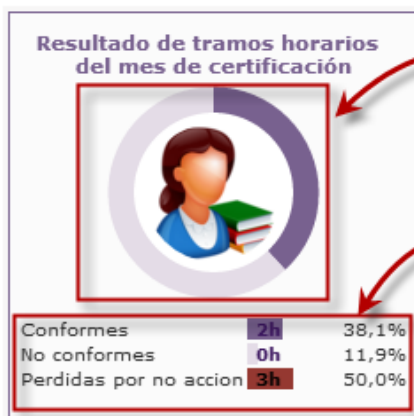 Resultado de tramos horarios
del mes de certificación
Conformes 2h 38,1%
No conformes 0h 11,9%
Perdidas por no accion 3h 50,0%